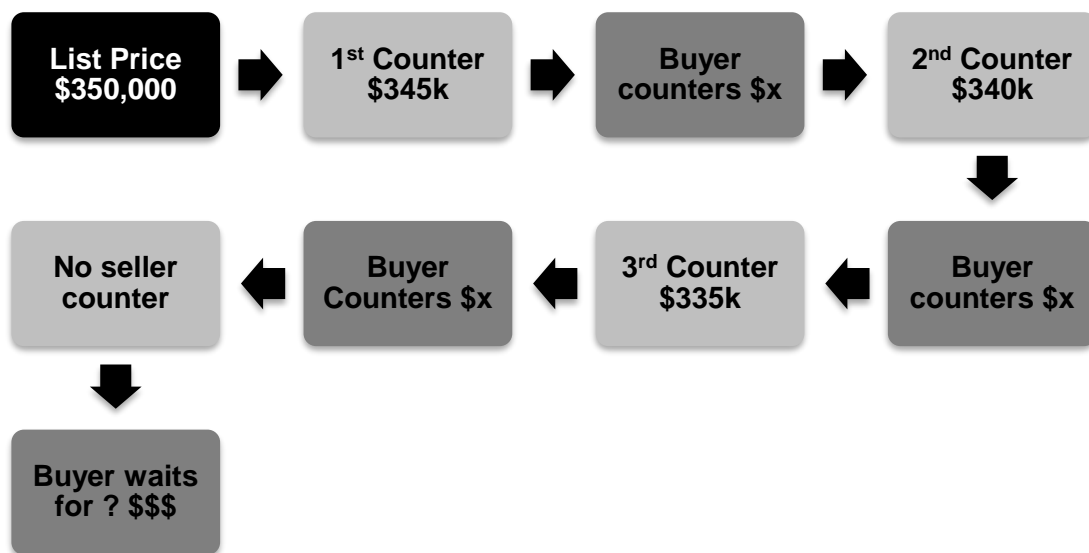 List Price
$350,000
1st Counter
$345k
Buyer
counters $x
2nd Counter
$340k
Buyer
counters $x
3rd Counter
$335k
Buyer
Counters $x
No seller
counter
Buyer waits
for ? $$$